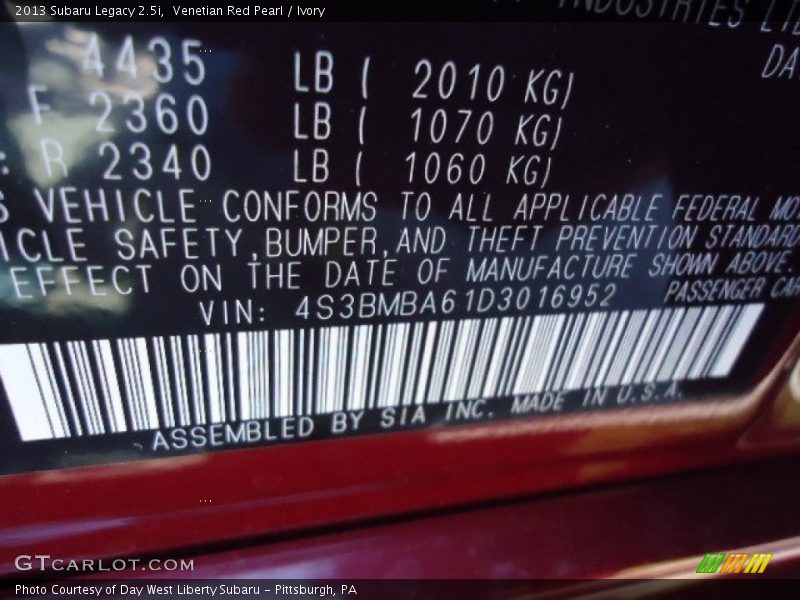 2013 Subaru Legacy 2.5i, Venetian Red Pearl / Ivory
INDUSTRIES
DA
4435 LB ( 2010 KG)
F 2360 LB ( 1070 KG)
: R 2340 LB ( 1060 KG)
S VEHICLE CONFORMS TO ALL APPLICABLE FEDERAL MO
ICLE SAFETY,BUMPER,AND THEFT PREVENTION STANDARD
EFFECT ON THE DATE OF MANUFACTURE SHOWN ABOVE.
VIN: 4S3BMBA61D3016952 PASSENGER CAR
ASSEMBLED BY SIA INC. MADE IN U.S.A.
GTCARLOT.COM
Photo Courtesy of Day West Liberty Subaru - Pittsburgh, PA